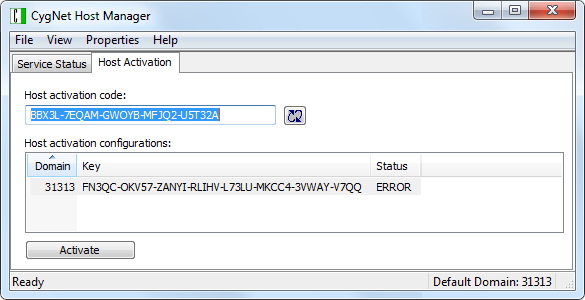 CygNet Host Manager
File View Properties Help
Service Status Host Activation
Host activation code:
BBX3L-7EQAM-GWOYB-MFJQ2-U5T32A
Host activation configurations:
Domain Key Status
31313 FN3QC-OKV57-ZANYI-RLIHV-L73LU-MKCC4-3VWAY-V7QQ ERROR
Activate
Ready Default Domain: 31313